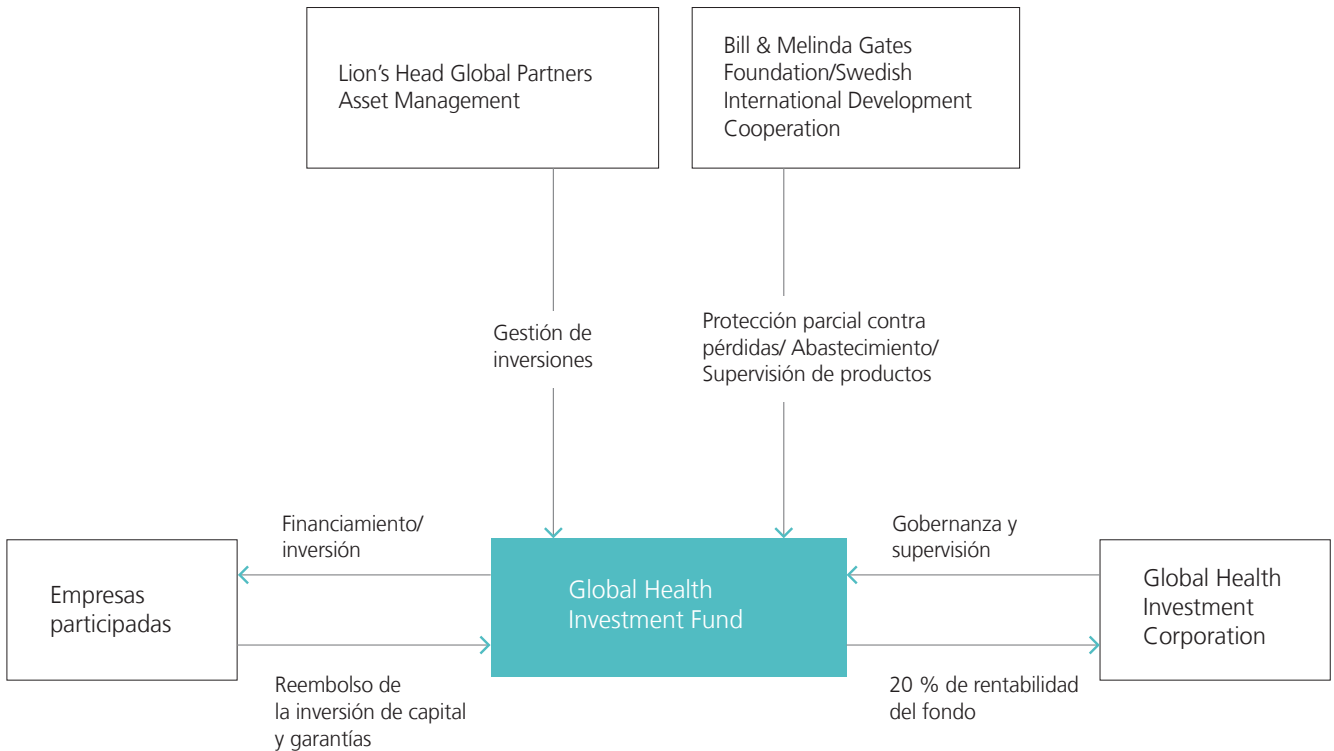 Lion's Head Global Partners
Asset Management
Bill & Melinda Gates
Foundation/Swedish
International Development
Cooperation
Gestión de
inversiones
Protección parcial contra
pérdidas/ Abastecimiento/
Supervisión de productos
Financiamiento/
inversión
Gobernanza y
supervisión
Empresas
participadas
Global Health
Investment Fund
Global Health
Investment
Corporation
Reembolso de
la inversión de capital
y garantías
20 % de rentabilidad
del fondo